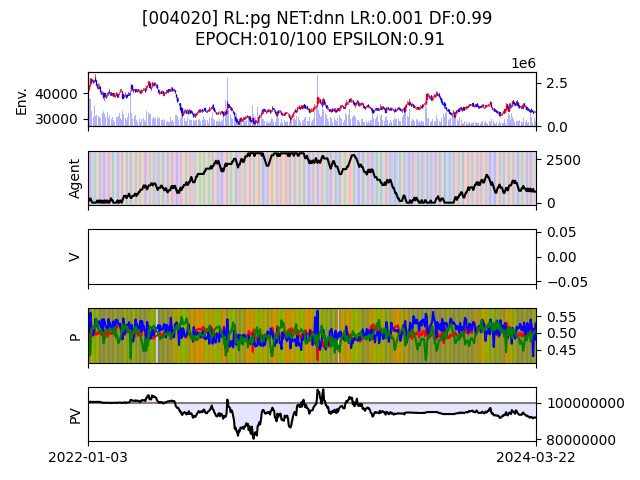 [004020] RL:pg NET:dnn LR:0.001 DF:0.99
EPOCH:010/100 EPSILON:0.91
1e6
Env.
40000
30000
2.5
0.0
Agent
2500
0
V
0.05
0.00
−0.05
P
0.55
0.50
0.45
PV
100000000
80000000
2022-01-03
2024-03-22